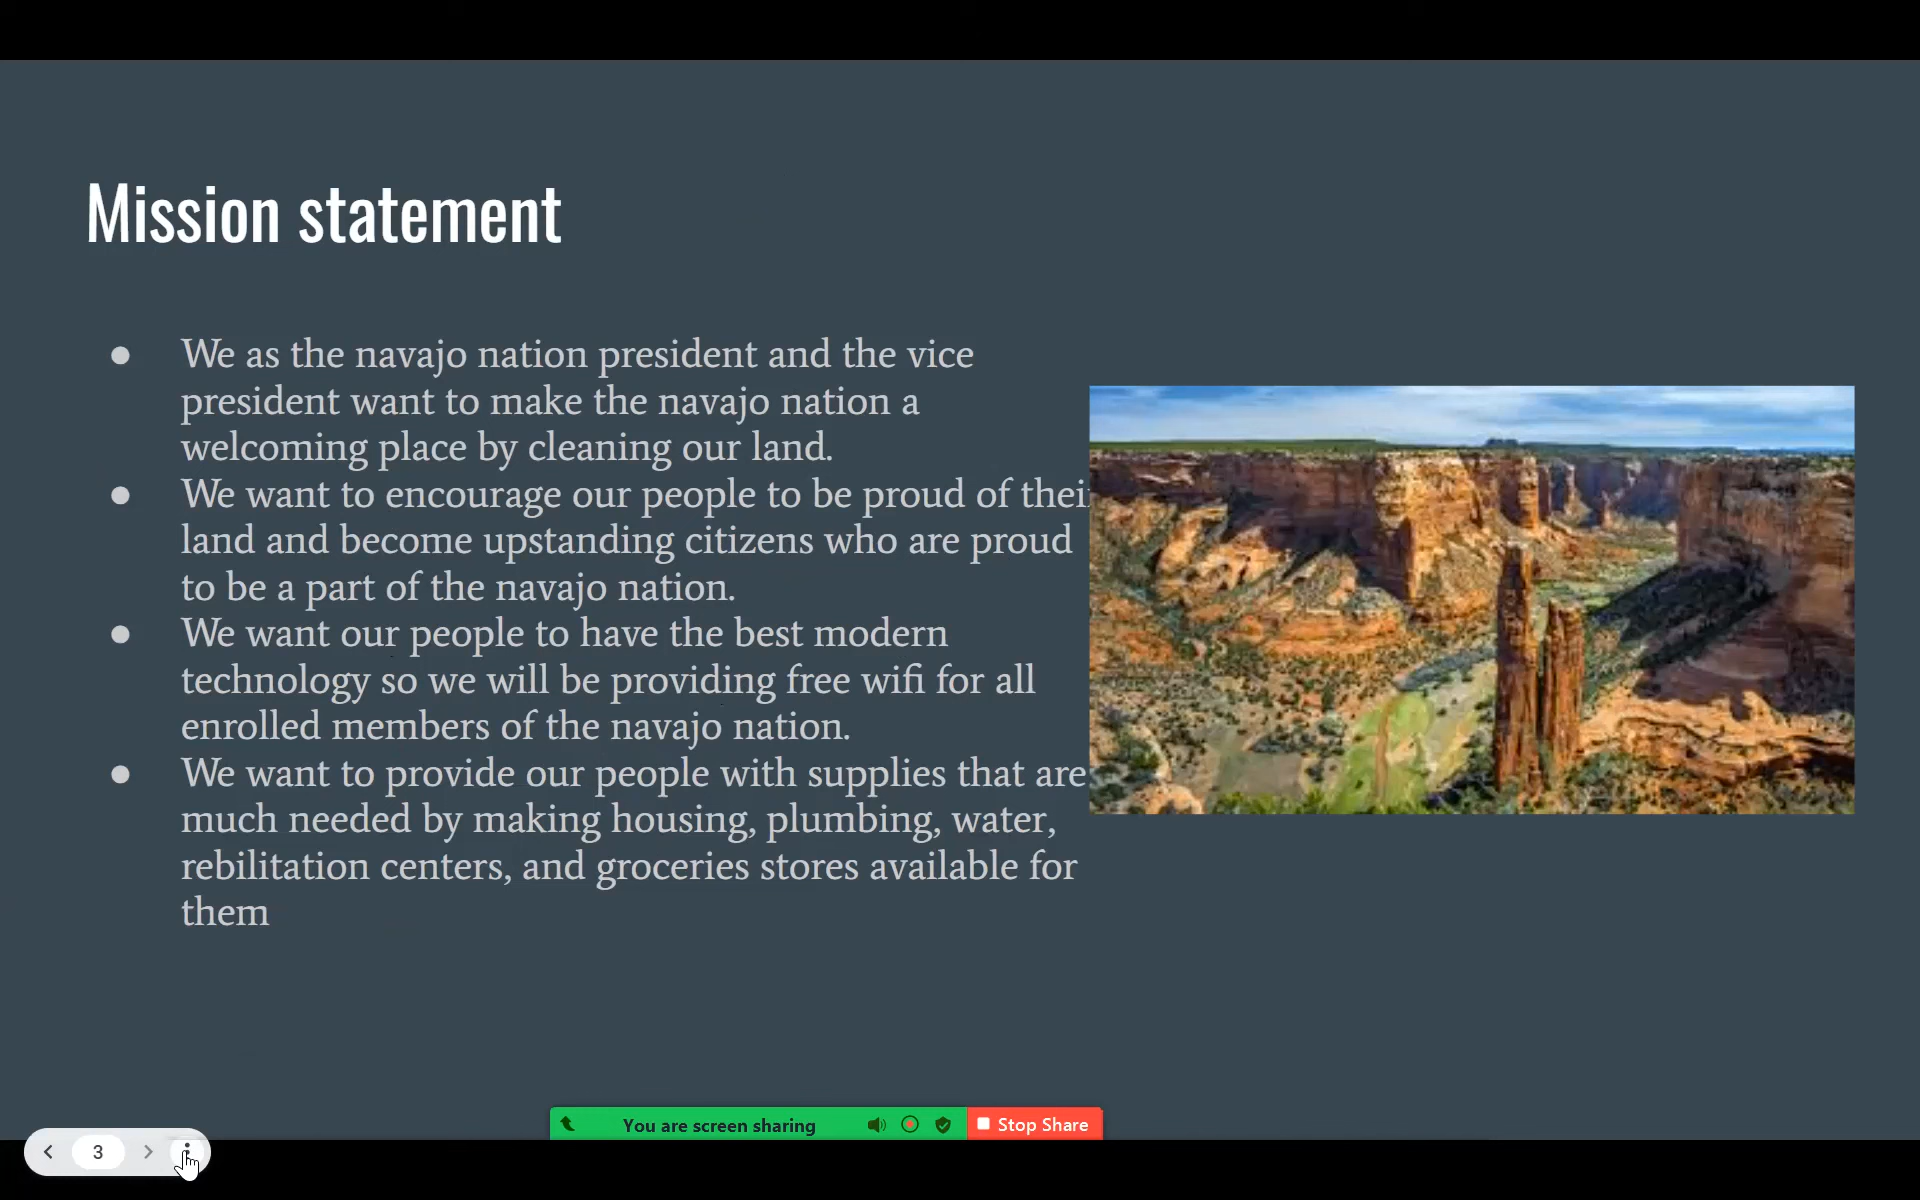 Mission statement
● We as the navajo nation president and the vice
president want to make the navajo nation a
welcoming place by cleaning our land.
● We want to encourage our people to be proud of their
land and become upstanding citizens who are proud
to be a part of the navajo nation.
● We want our people to have the best modern
technology so we will be providing free wifi for all
enrolled members of the navajo nation.
● We want to provide our people with supplies that are
much needed by making housing, plumbing, water,
rebilitation centers, and groceries stores available for
them
You are screen sharing
Stop Share
3